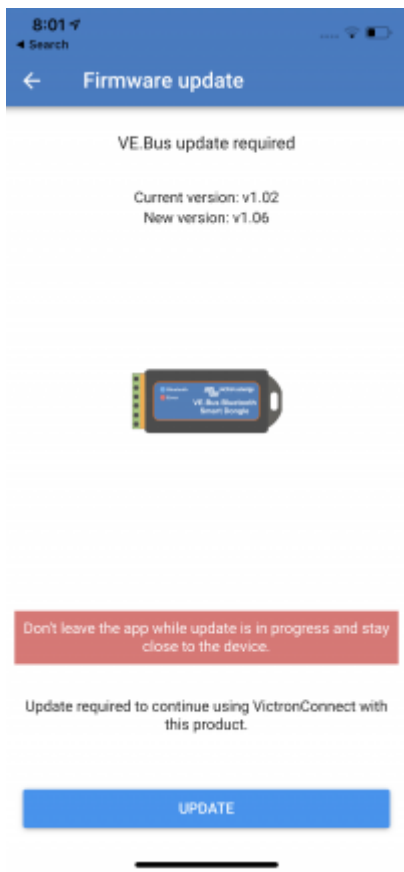 8:01
Search
Firmware update
VE.Bus update required
Current version: v1.02
New version: v1.06
victron energy
VE.Bus Bluetooth
Smart Dongle
Don't leave the app while update is in progress and stay
close to the device.
Update required to continue using VictronConnect with
this product.
UPDATE